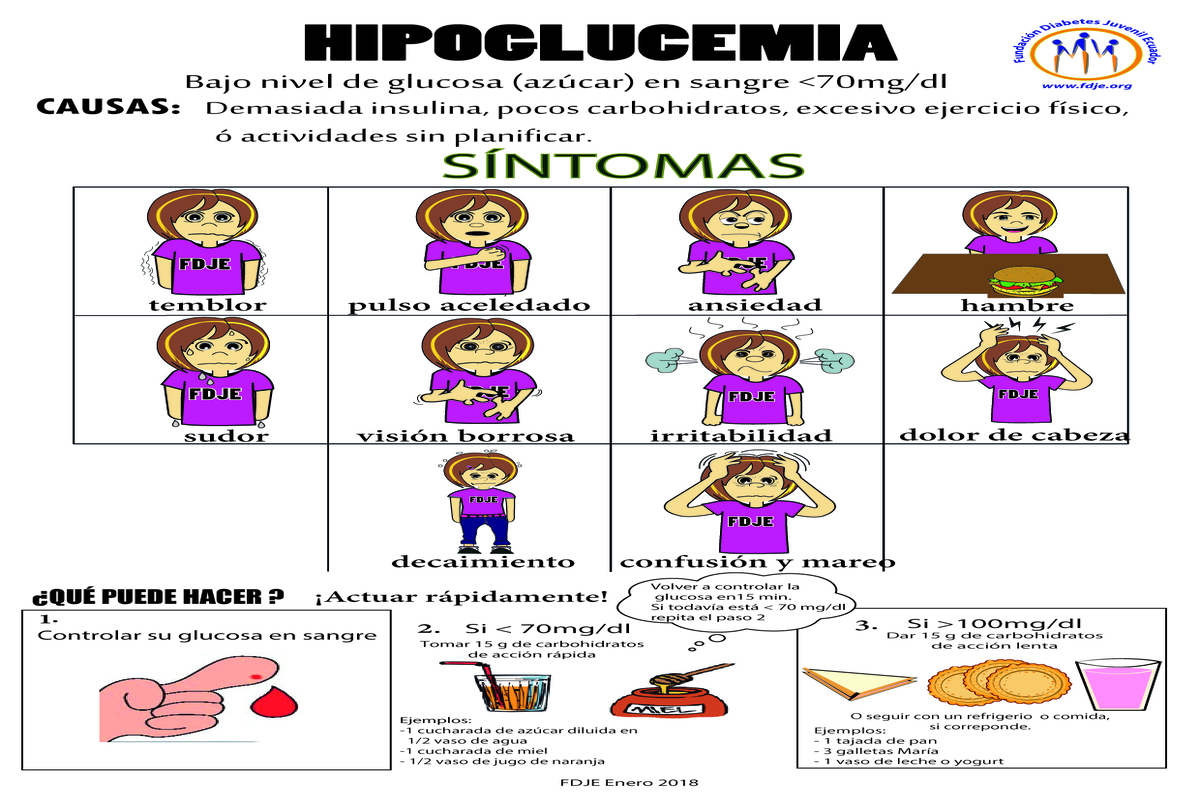 HIPOGLUCEMIA
Fundación Diabetes Juvenil Ecuador
www.fdje.org
Bajo nivel de glucosa (azúcar) en sangre <70mg/dl
CAUSAS: Demasiada insulina, pocos carbohidratos, excesivo ejercicio físico,
ó actividades sin planificar.
SÍNTOMAS
FDJE
FDJE
FDJE
temblor
pulso aceledado
ansiedad
hambre
FDJE
FDJE
FDJE
FDJE
sudor
visión borrosa
irritabilidad
dolor de cabeza
FDJE
FDJE
decaimiento
confusión y mareo
¿QUÉ PUEDE HACER ? ¡Actuar rápidamente!
Volver a controlar la
glucosa en15 min.
Si todavía está < 70 mg/dl
repita el paso 2
1.
Controlar su glucosa en sangre
2. Si < 70mg/dl
Tomar 15 g de carbohidratos
de acción rápida
MIEL
Ejemplos:
-1 cucharada de azúcar diluida en
1/2 vaso de agua
-1 cucharada de miel
- 1/2 vaso de jugo de naranja
3. Si >100mg/dl
Dar 15 g de carbohidratos
de acción lenta
O seguir con un refrigerio o comida,
si correponde.
Ejemplos:
- 1 tajada de pan
- 3 galletas María
- 1 vaso de leche o yogurt
FDJE Enero 2018